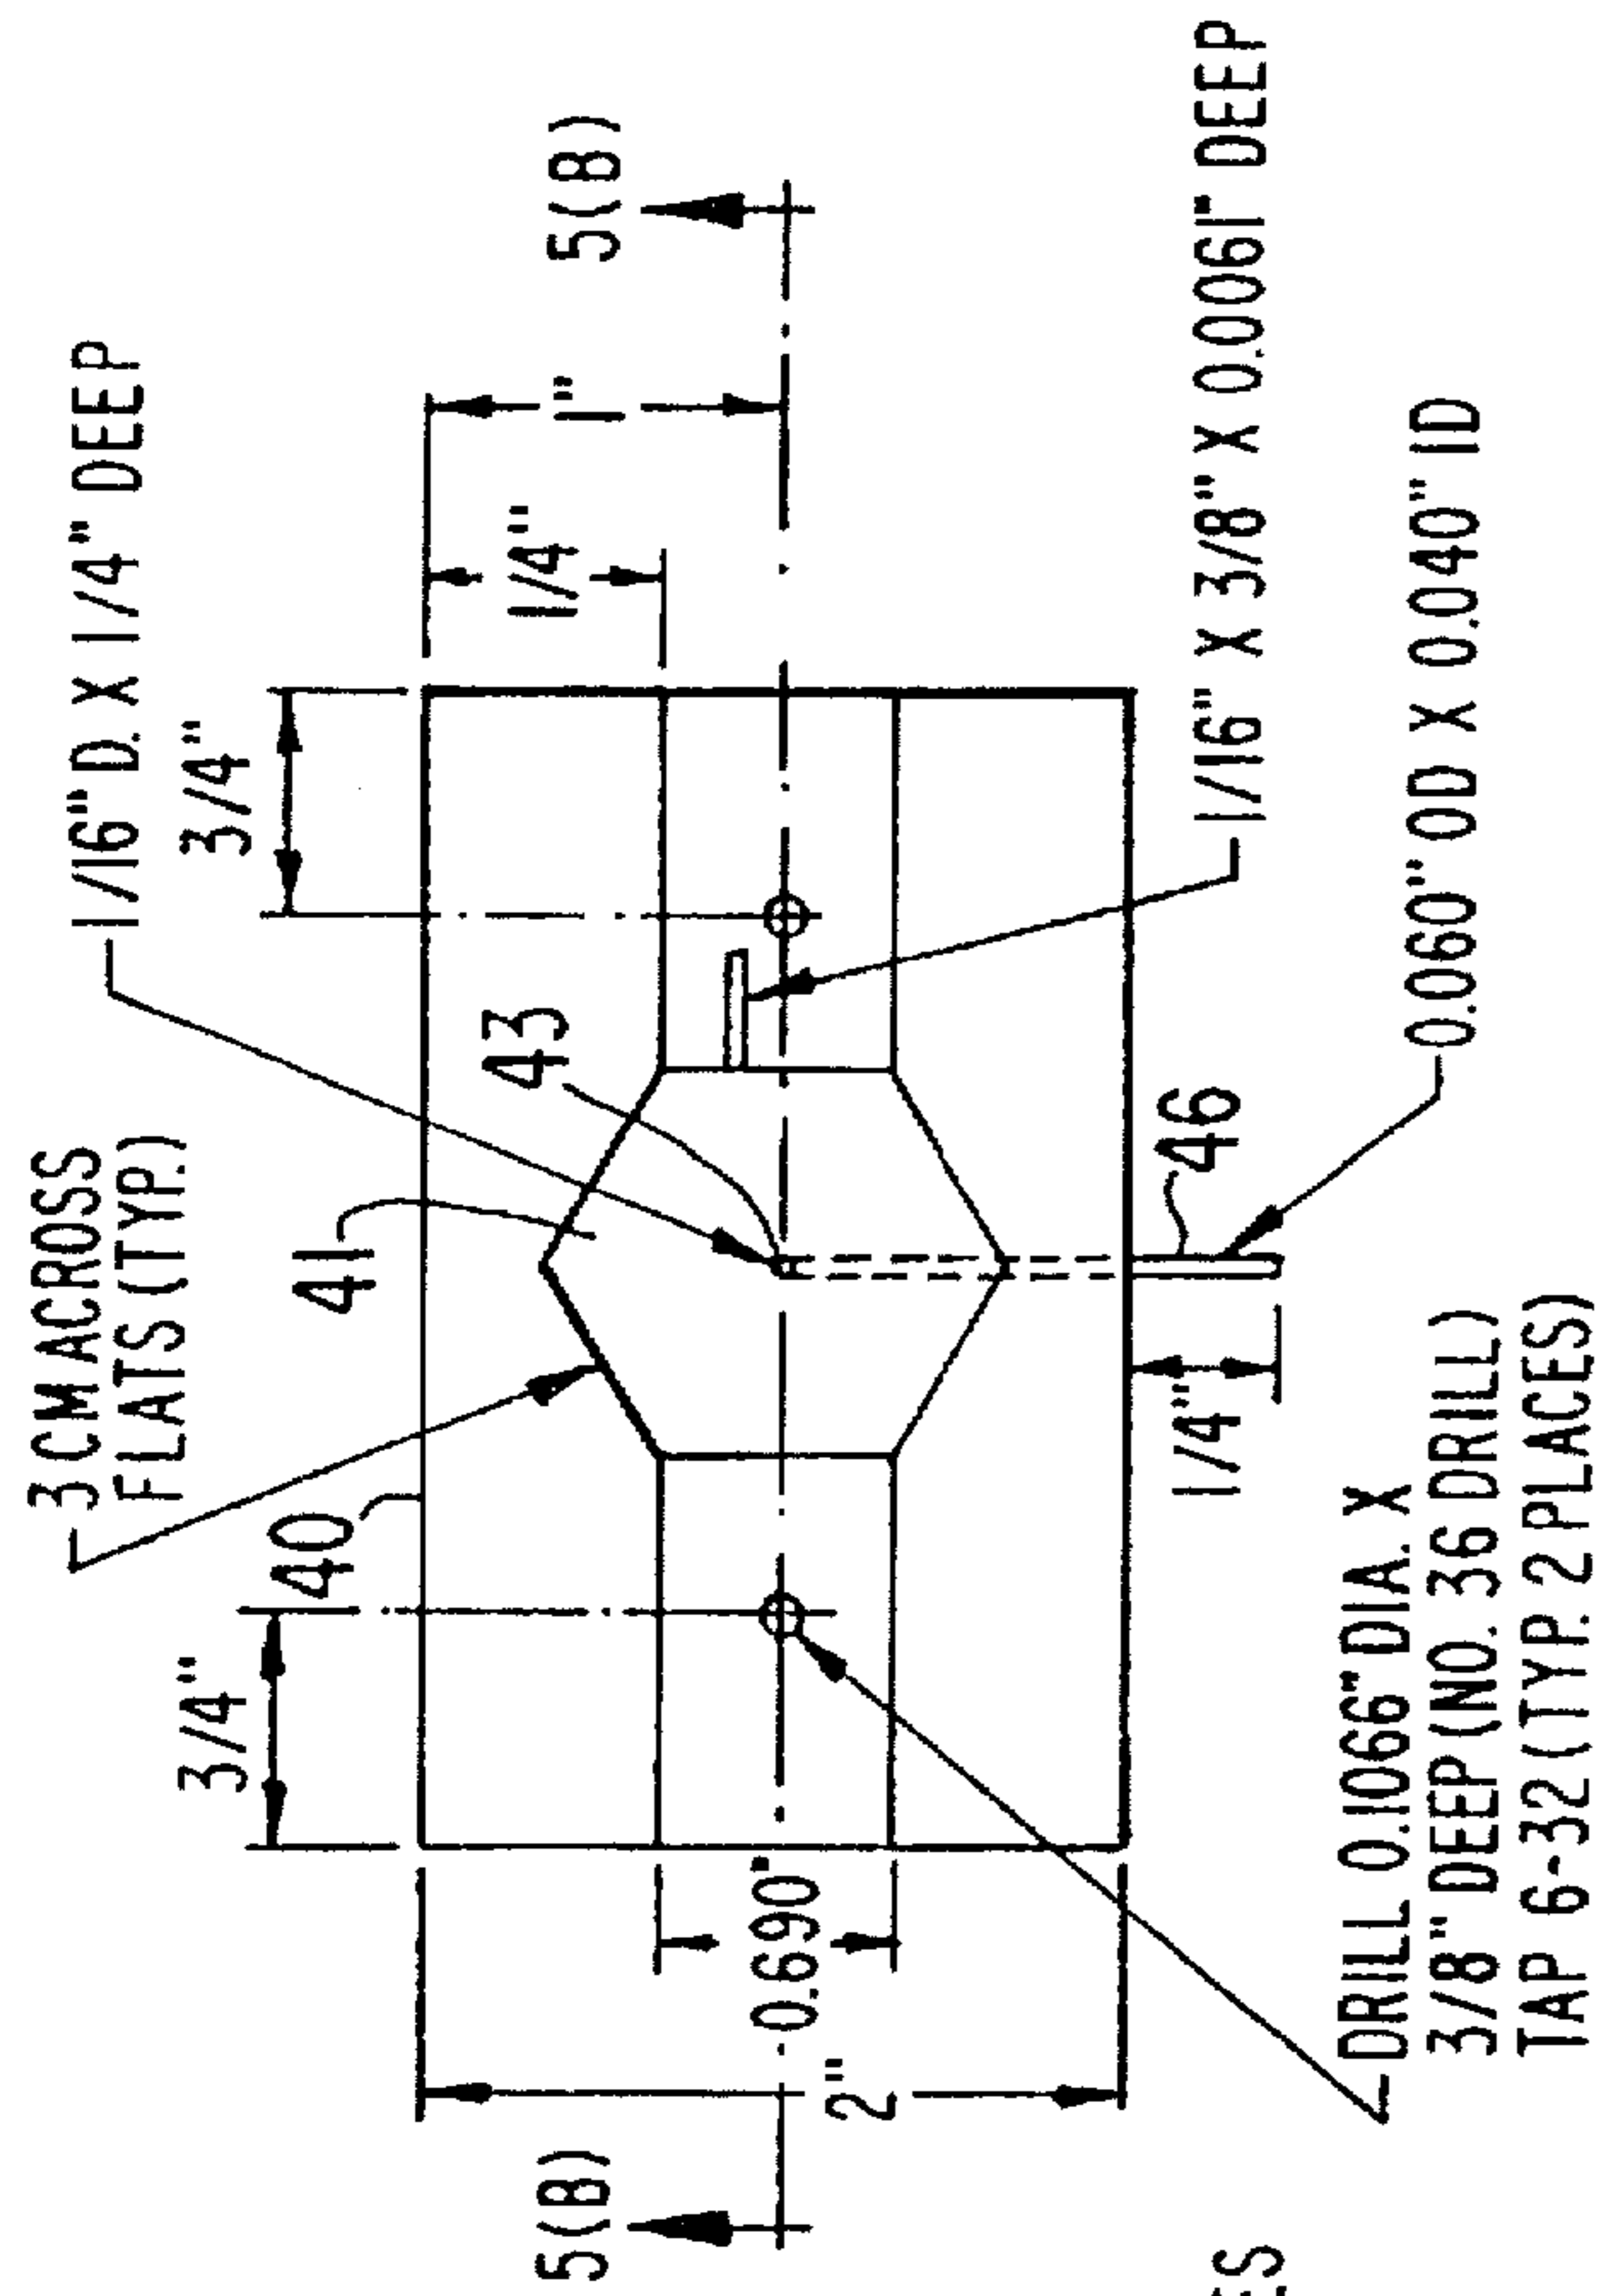 3 CM ACROSS
FLATS (TYP.)
1/16" D. X 1/4" DEEP
3/4"
3/4"
40
41
43
5(8)
5(8)
1"
1/4"
2"
0.690"
46
1/4"
1/16" X 3/8" X 0.0061" DEEP
0.060" OD X 0.040" ID
DRILL 0.1066" DIA. X
3/8" DEEP (NO. 36 DRILL)
TAP 6-32 (TYP. 2 PLACES)